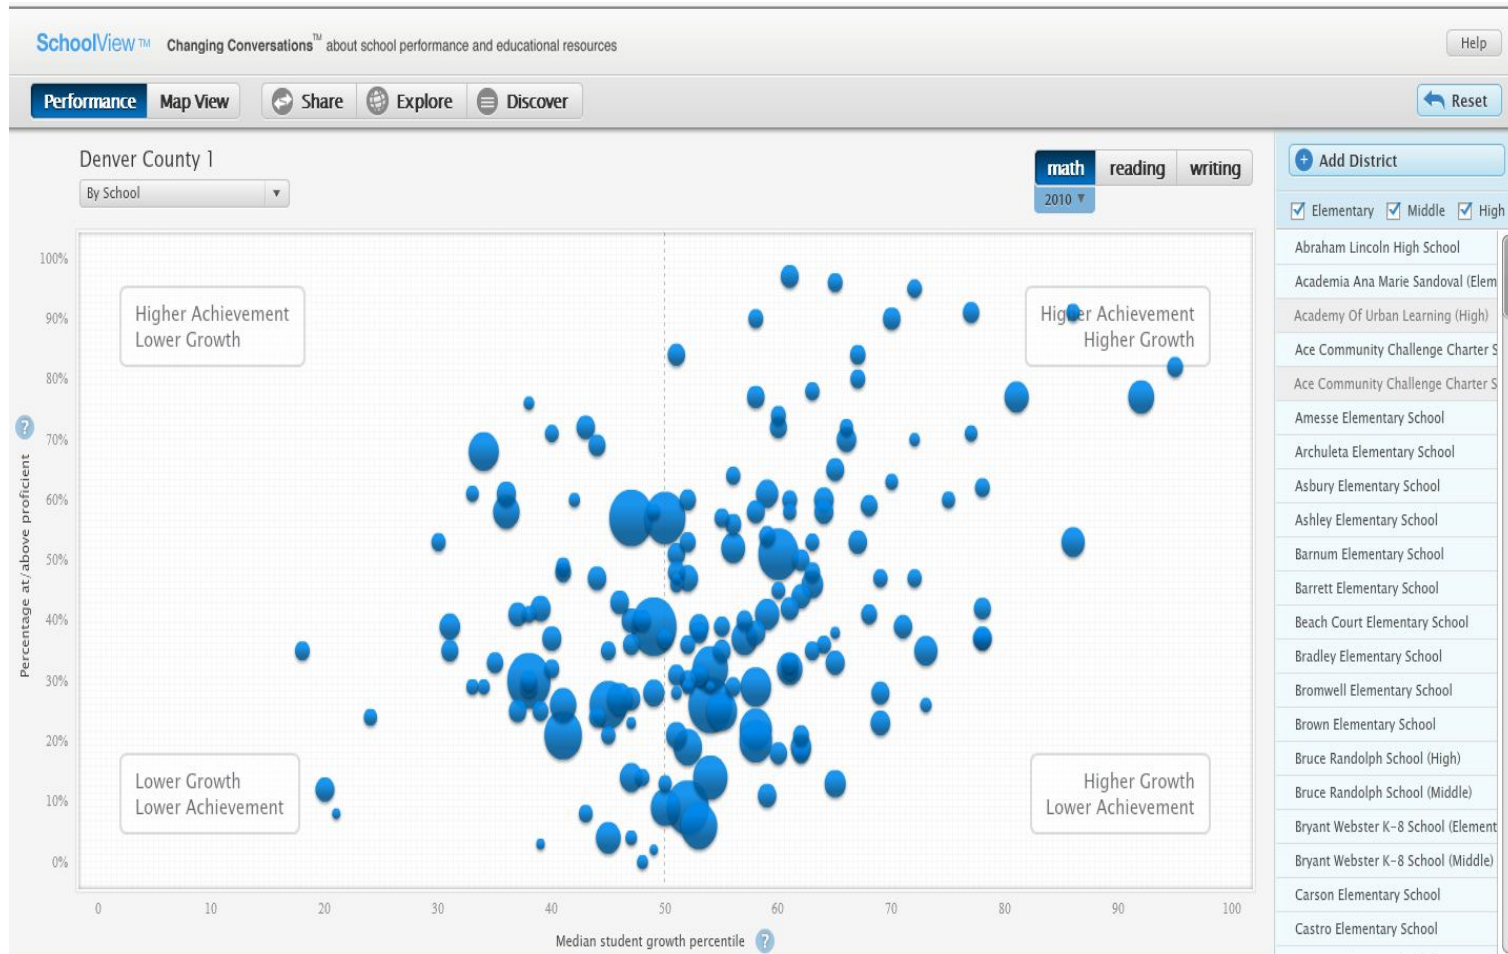 SchoolView TM Changing Conversations™ about school performance and educational resources
Help
Performance Map View Share Explore Discover
Reset
Denver County 1
By School
math reading writing
2010
Add District
Elementary Middle High
Abraham Lincoln High School
Academia Ana Marie Sandoval (Elem
Academy Of Urban Learning (High)
Ace Community Challenge Charter S
Ace Community Challenge Charter S
Amesse Elementary School
Archuleta Elementary School
Asbury Elementary School
Ashley Elementary School
Barnum Elementary School
Barrett Elementary School
Beach Court Elementary School
Bradley Elementary School
Bromwell Elementary School
Brown Elementary School
Bruce Randolph School (High)
Bruce Randolph School (Middle)
Bryant Webster K-8 School (Element
Bryant Webster K-8 School (Middle)
Carson Elementary School
Castro Elementary School
Percentage at/above proficient ?
100%
90%
80%
70%
60%
50%
40%
30%
20%
10%
0%
Higher Achievement
Lower Growth
Higher Achievement
Higher Growth
Lower Growth
Lower Achievement
Higher Growth
Lower Achievement
0 10 20 30 40 50 60 70 80 90 100
Median student growth percentile ?